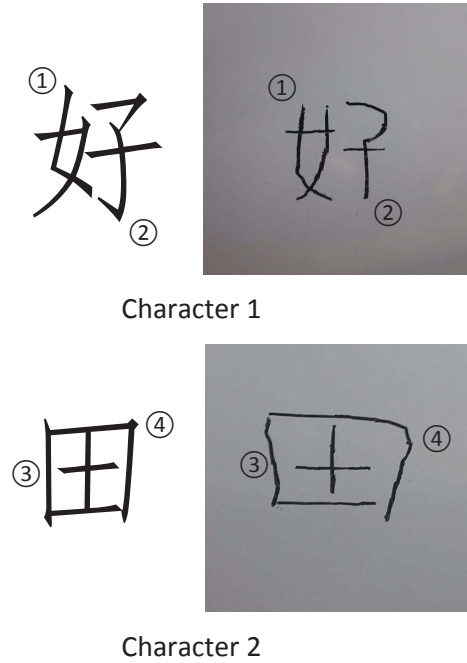 ① 好 ② ① 好 ②
Character 1
③ 田 ④ ③ 田 ④
Character 2